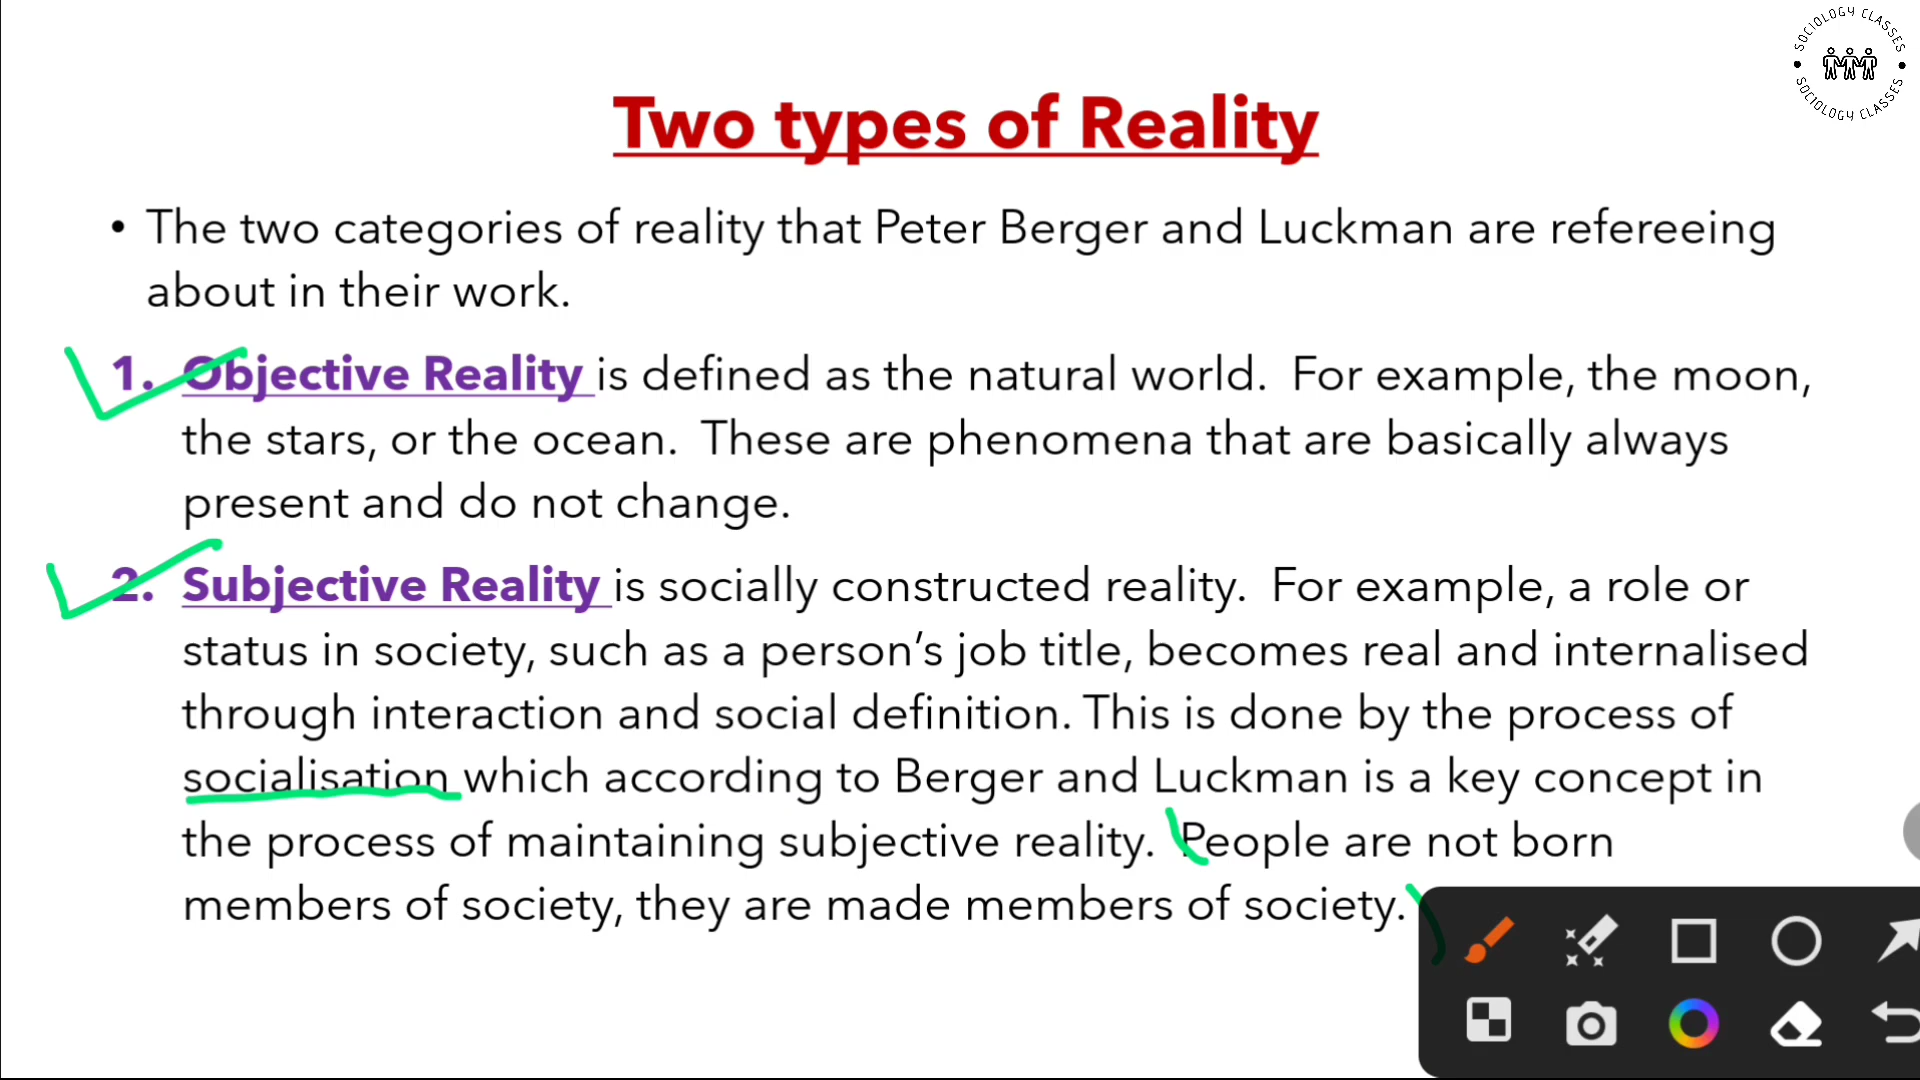 SOCIOLOGY CLASSES
SOCIOLOGY CLASSES
Two types of Reality
• The two categories of reality that Peter Berger and Luckman are refereeing
about in their work.
1. Objective Reality is defined as the natural world. For example, the moon,
the stars, or the ocean. These are phenomena that are basically always
present and do not change.
2. Subjective Reality is socially constructed reality. For example, a role or
status in society, such as a person’s job title, becomes real and internalised
through interaction and social definition. This is done by the process of
socialisation which according to Berger and Luckman is a key concept in
the process of maintaining subjective reality. People are not born
members of society, they are made members of society.